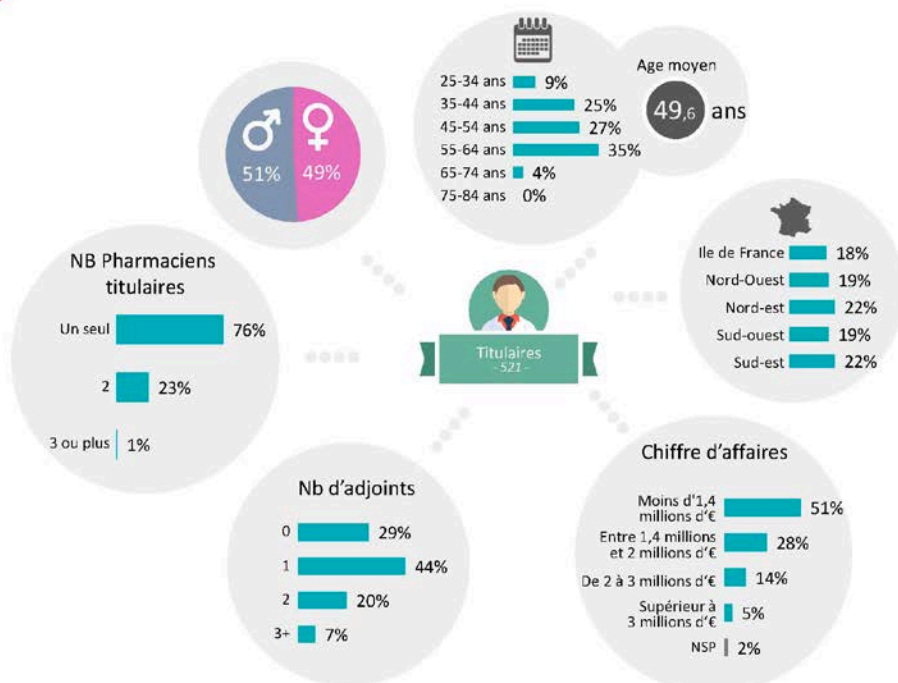 25-34 ans 9%
35-44 ans 25%
45-54 ans 27%
55-64 ans 35%
65-74 ans 4%
75-84 ans 0%
Age moyen
49,6 ans
51% 49%
Ile de France 18%
Nord-Ouest 19%
Nord-est 22%
Sud-ouest 19%
Sud-est 22%
NB Pharmaciens
titulaires
Un seul 76%
2 23%
3 ou plus 1%
Titulaires
- 521 -
Nb d'adjoints
0 29%
1 44%
2 20%
3+ 7%
Chiffre d'affaires
Moins d'1,4
millions d'€ 51%
Entre 1,4 millions
et 2 millions d'€ 28%
De 2 à 3 millions d'€ 14%
Supérieur à
3 millions d'€ 5%
NSP 2%